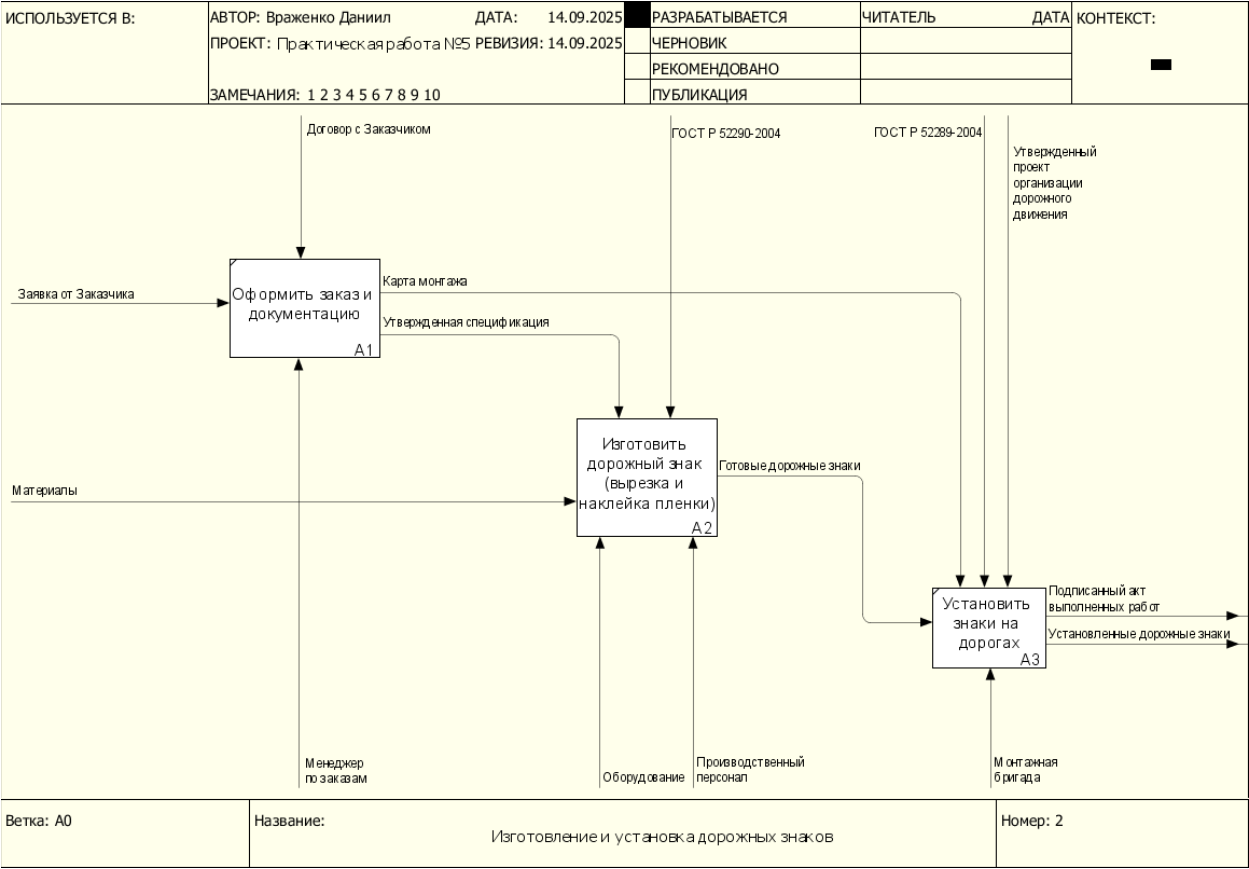 ИСПОЛЬЗУЕТСЯ В:
АВТОР: Враженко Даниил
ДАТА: 14.09.2025
ПРОЕКТ: Практическая работа №5
РЕВИЗИЯ: 14.09.2025
ЗАМЕЧАНИЯ: 1 2 3 4 5 6 7 8 9 10
РАЗРАБАТЫВАЕТСЯ
ЧЕРНОВИК
РЕКОМЕНДОВАНО
ПУБЛИКАЦИЯ
ЧИТАТЕЛЬ
ДАТА
КОНТЕКСТ:
Договор с Заказчиком
ГОСТ Р 52290-2004
ГОСТ Р 52289-2004
Утвержденный
проект
организации
дорожного
движения
Заявка от Заказчика
Оформить заказ и
документацию
A1
Карта монтажа
Утвержденная спецификация
Материалы
Изготовить
дорожный знак
(вырезка и
наклейка пленки)
A2
Готовые дорожные знаки
Установить
знаки на
дорогах
A3
Подписанный акт
выполненных работ
Установленные дорожные знаки
Менеджер
по заказам
Оборудование
Производственный
персонал
Монтажная
бригада
Ветка: A0
Название:
Изготовление и установка дорожных знаков
Номер: 2